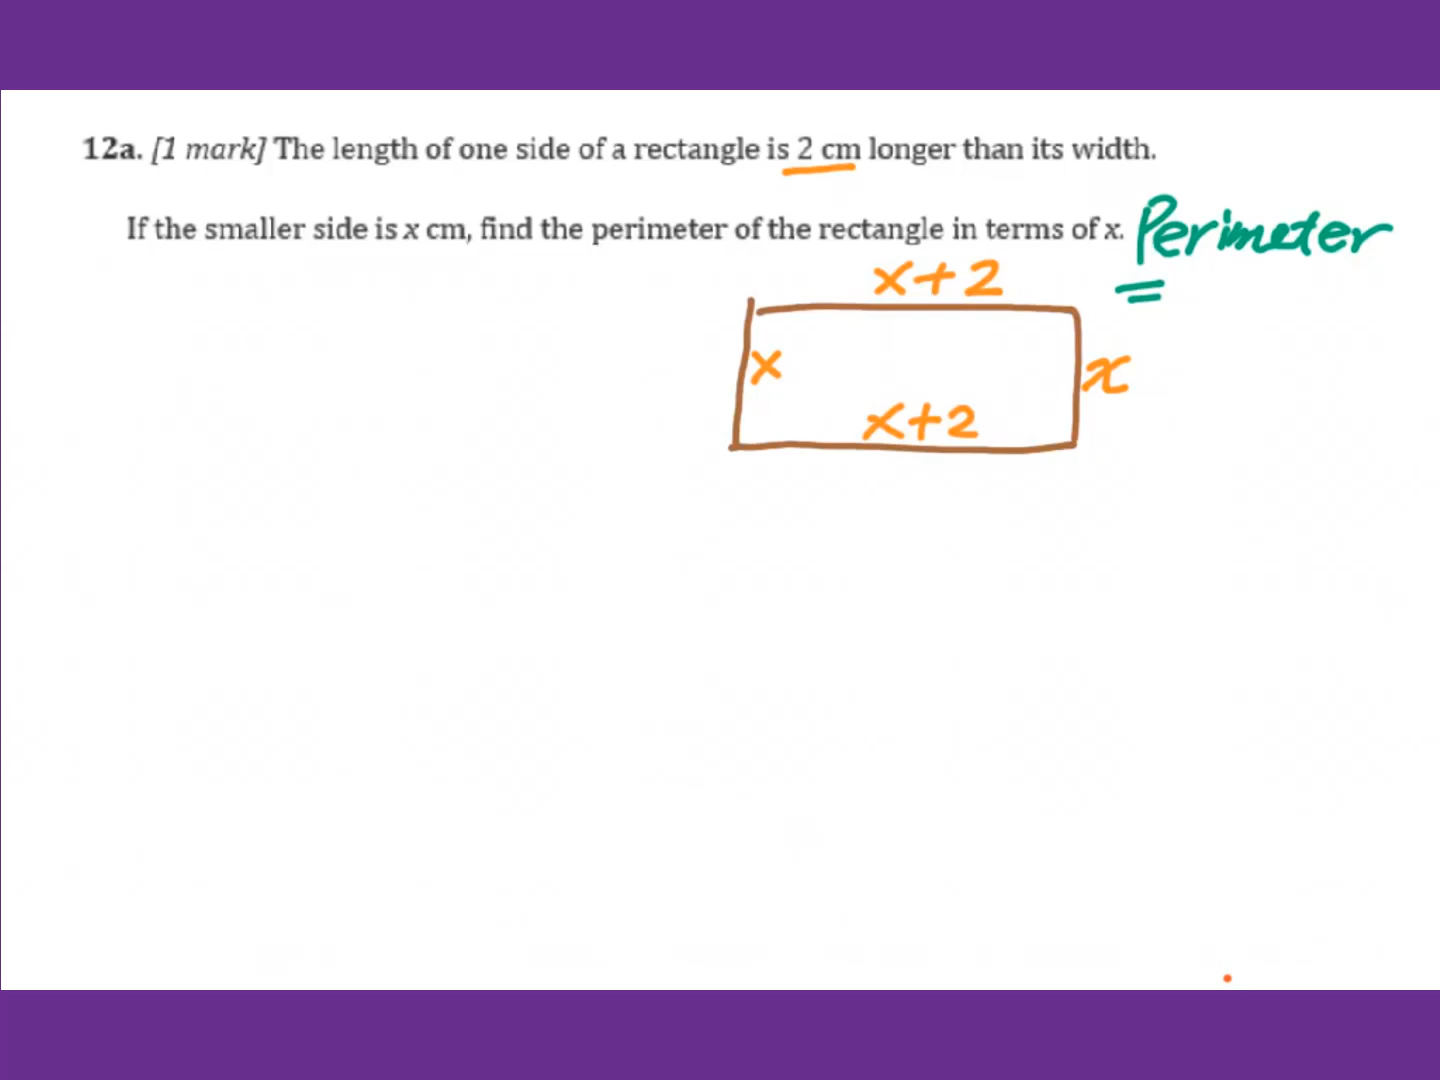 12a. [1 mark] The length of one side of a rectangle is 2 cm longer than its width.
If the smaller side is x cm, find the perimeter of the rectangle in terms of x.
Perimeter
=
x+2
x
x
x+2